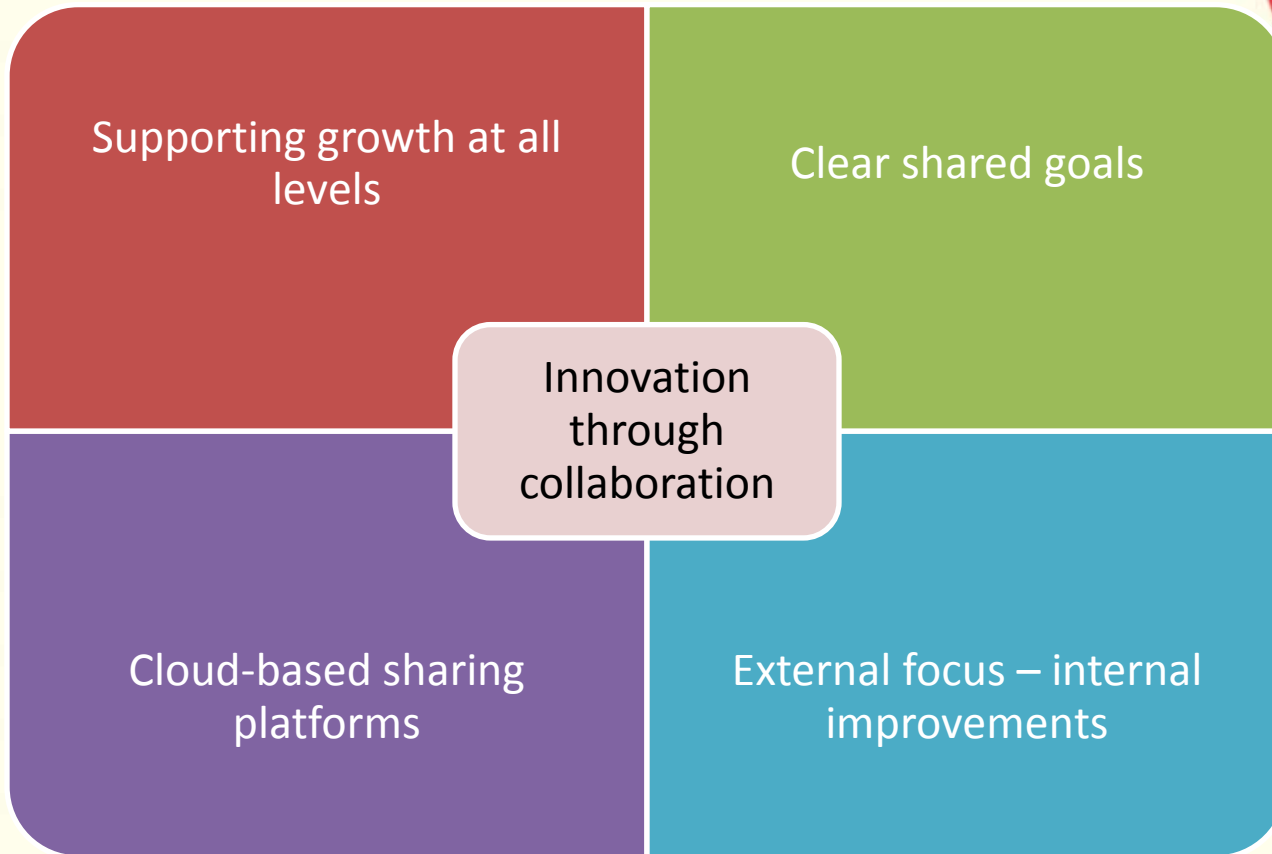 Supporting growth at all
levels
Clear shared goals
Innovation
through
collaboration
Cloud-based sharing
platforms
External focus – internal
improvements